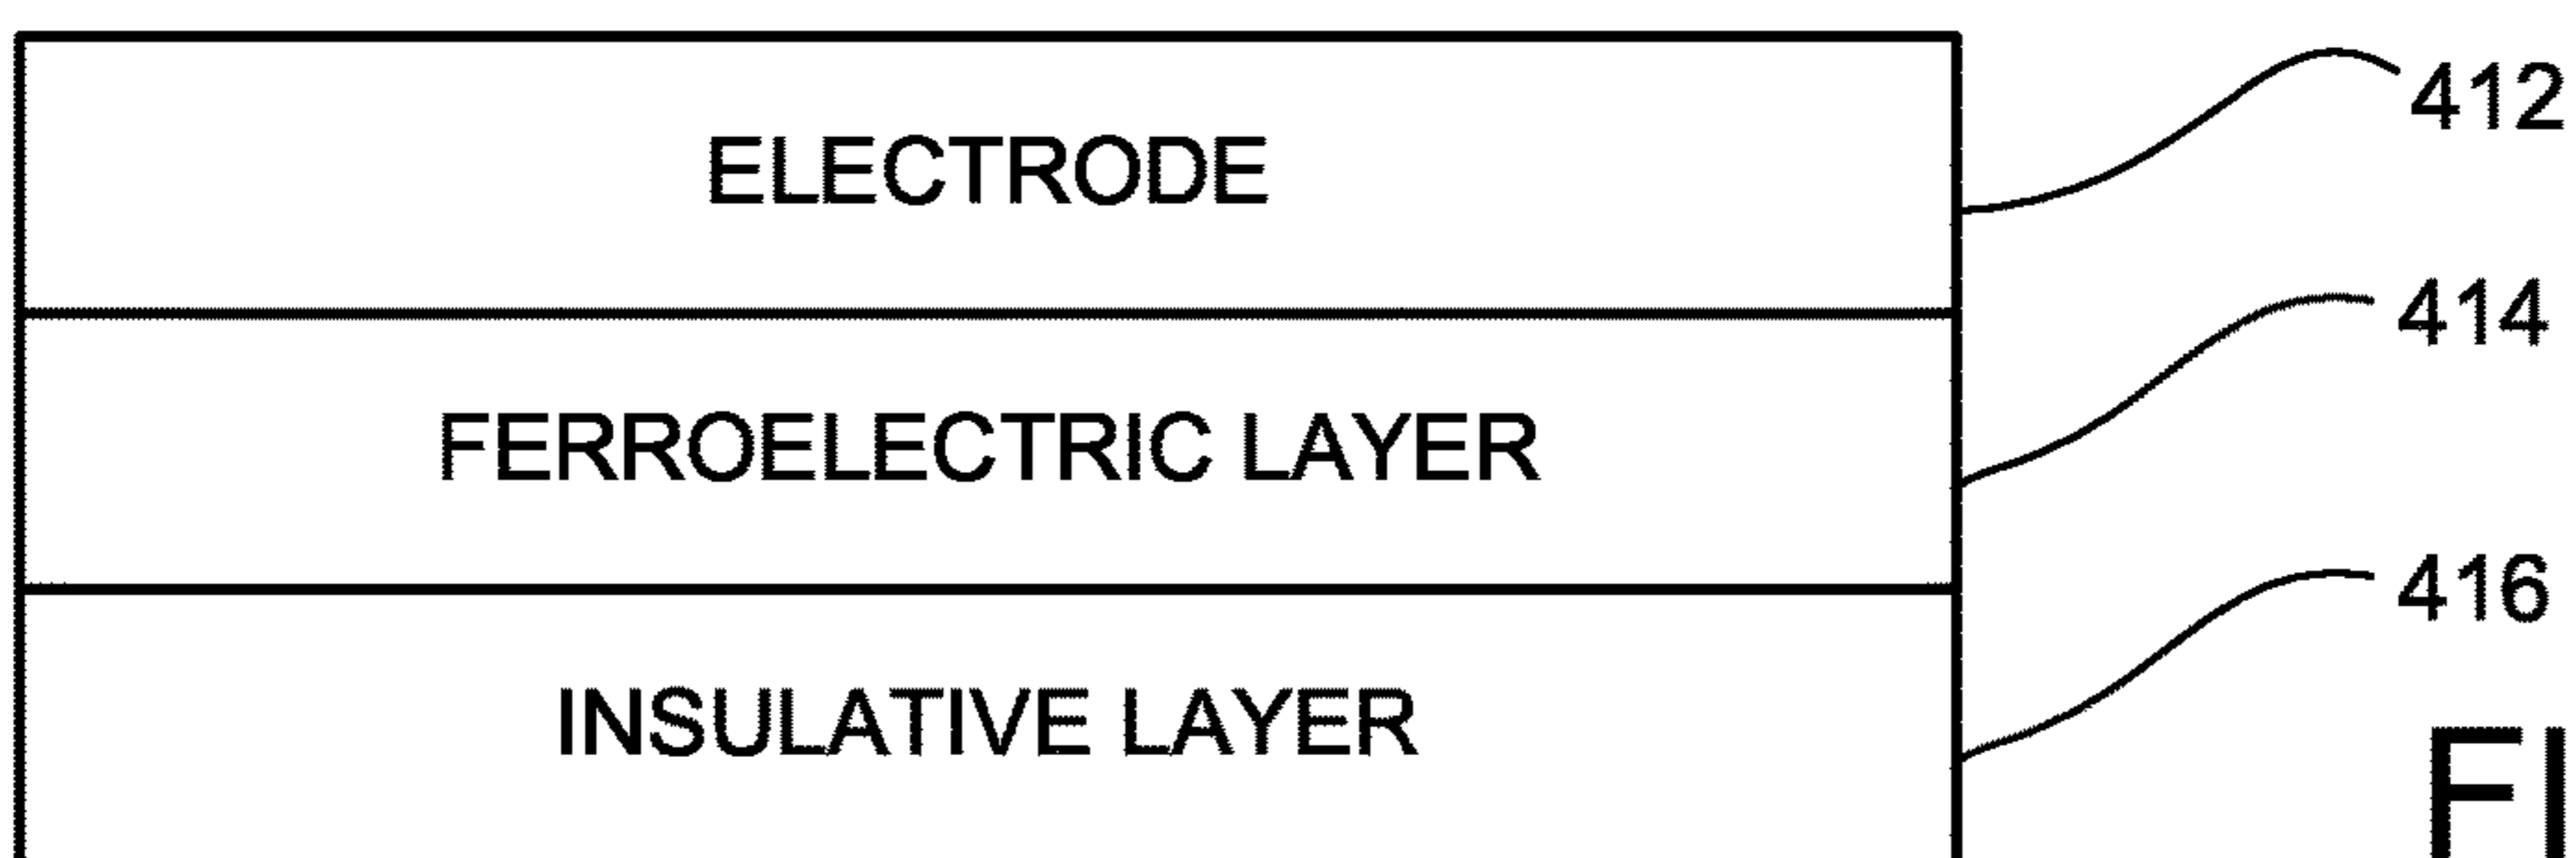 ELECTRODE
412
FERROELECTRIC LAYER
414
INSULATIVE LAYER
416